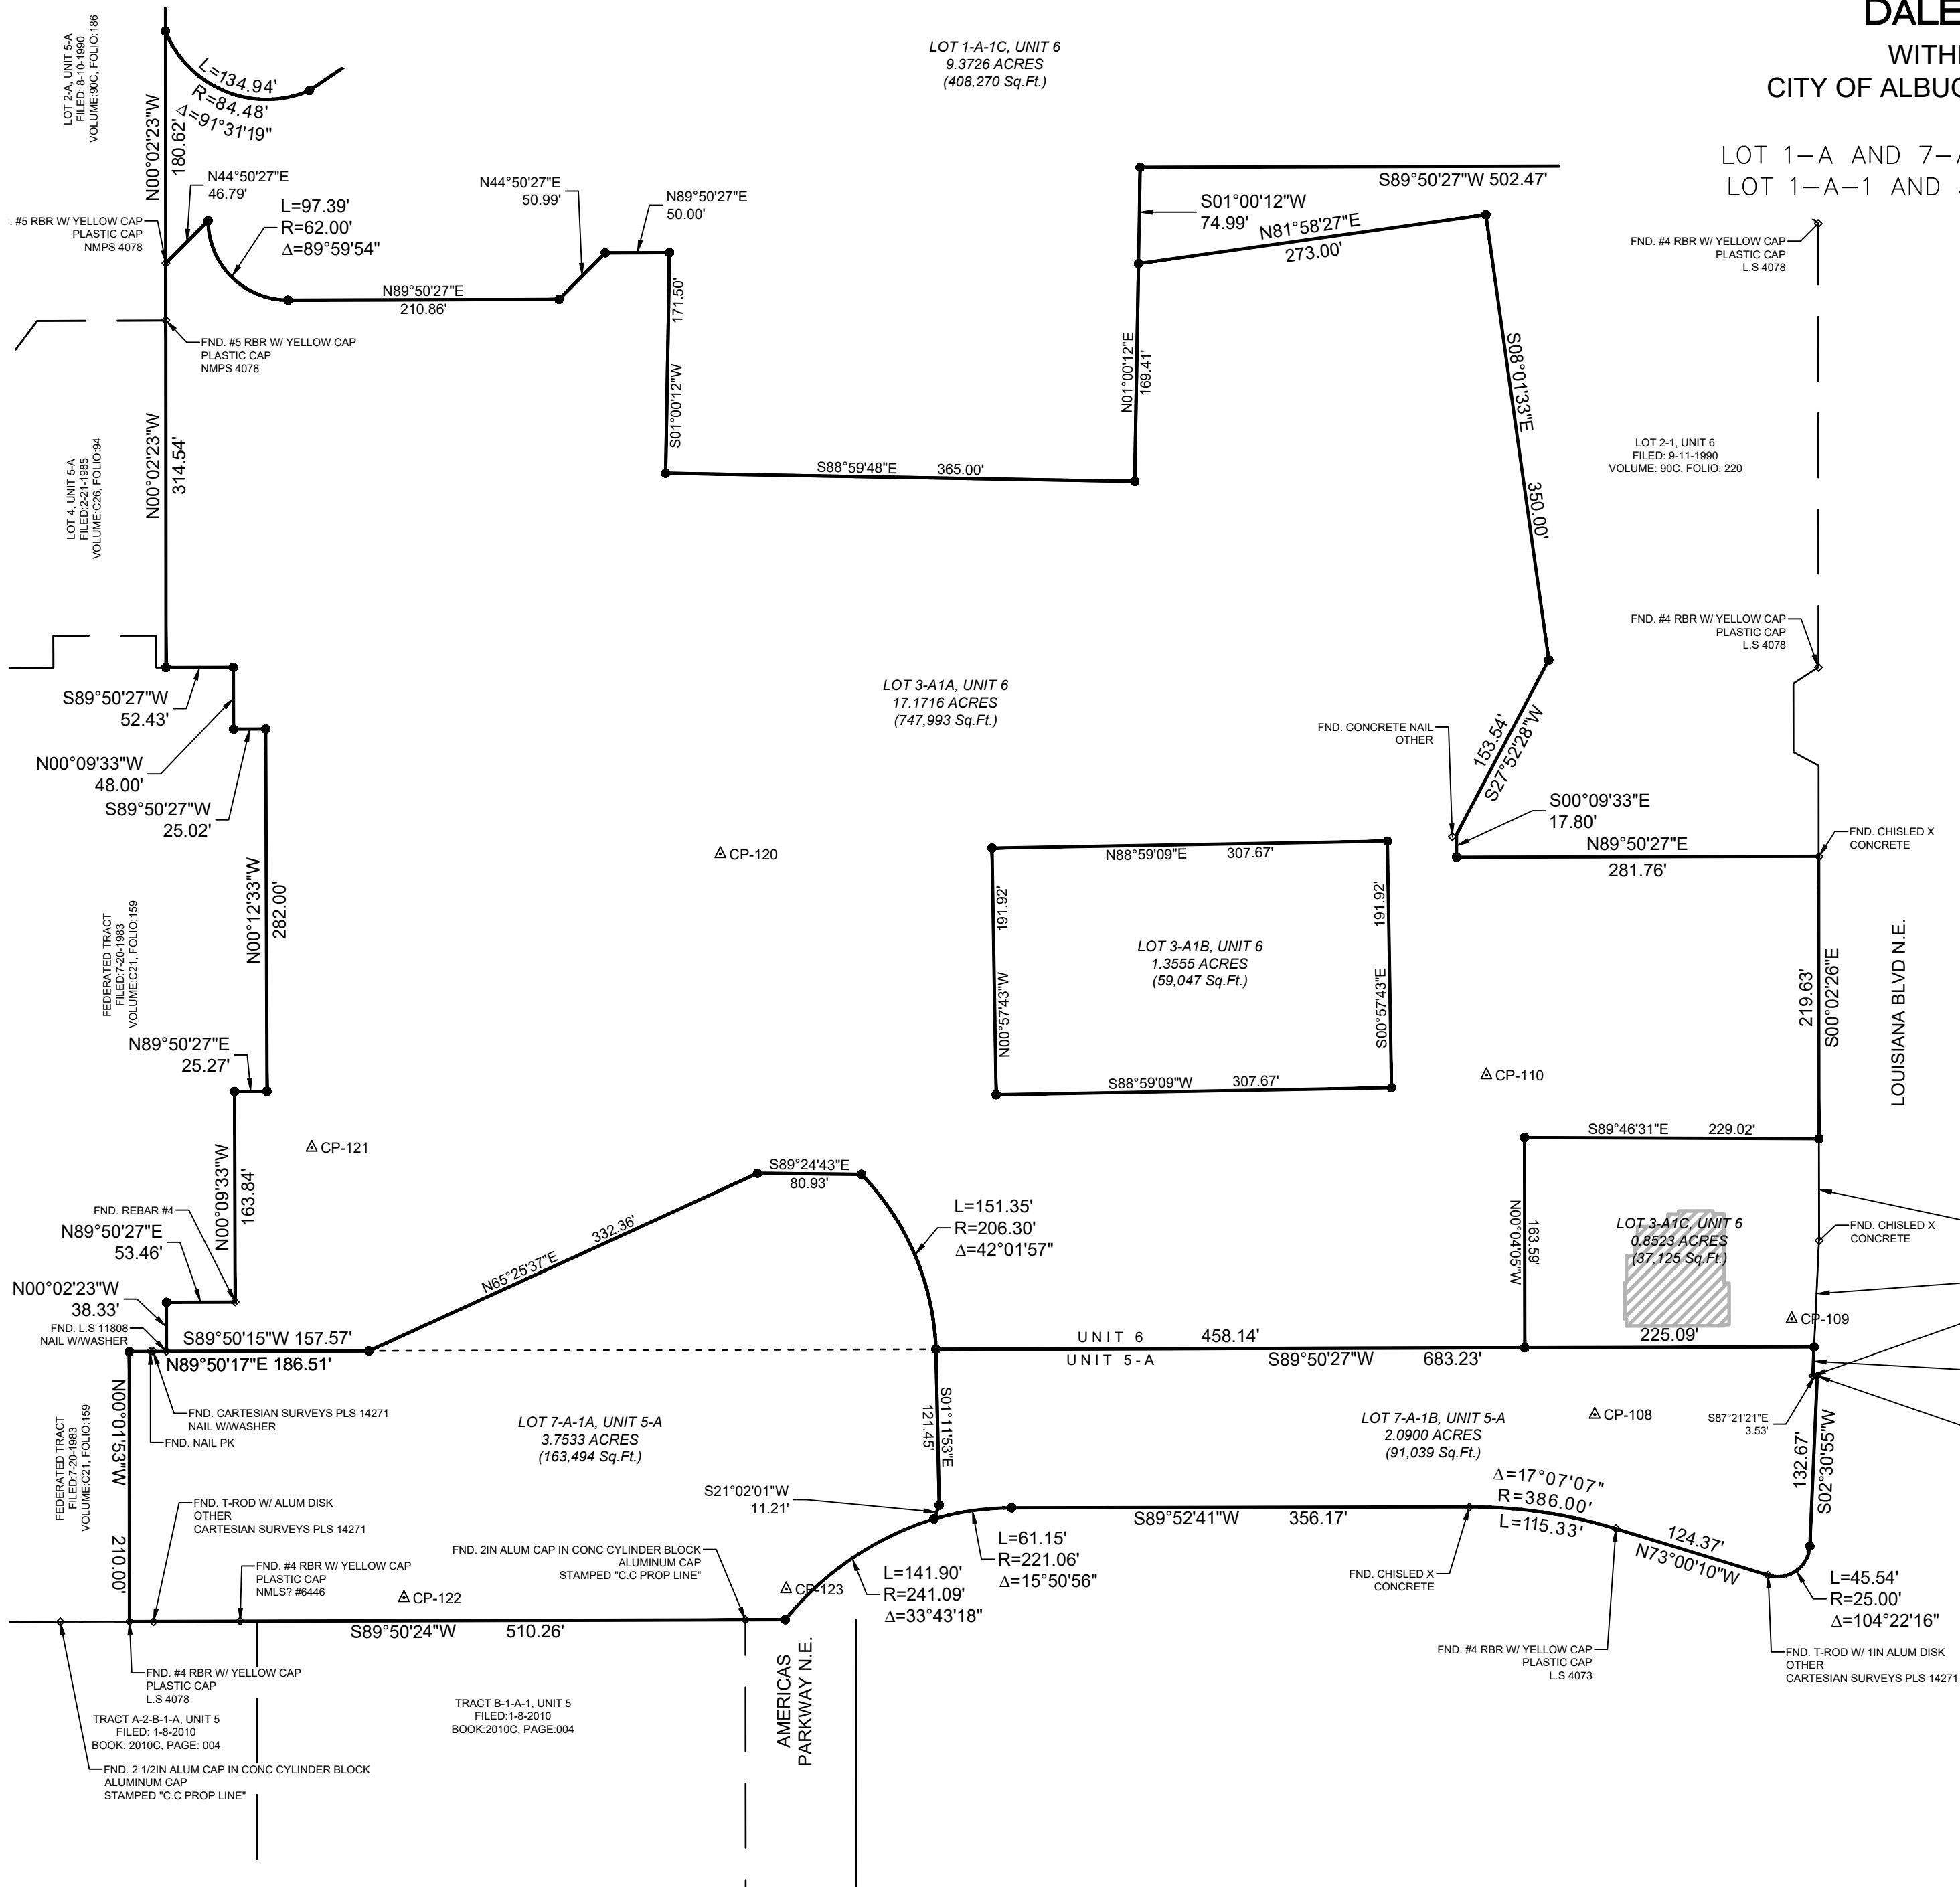 DALE
WITHI
CITY OF ALBUQ
LOT 1-A AND 7-A
LOT 1-A-1 AND
LOT 2-A, UNIT 5-A
FILED: 8-10-1990
VOLUME:90C, FOLIO:186
N00°02'23"W
180.62'
L=134.94'
R=84.48'
Δ=91°31'19"
LOT 1-A-1C, UNIT 6
9.3726 ACRES
(408,270 Sq.Ft.)
N44°50'27"E
46.79'
L=97.39'
R=62.00'
Δ=89°59'54"
. #5 RBR W/ YELLOW CAP
PLASTIC CAP
NMPS 4078
N89°50'27"E
210.86'
N44°50'27"E
50.99'
N89°50'27"E
50.00'
171.50'
S01°00'12"W
S88°59'48"E 365.00'
N01°00'12"E
169.41'
S01°00'12"W
74.99'
S89°50'27"W 502.47'
N81°58'27"E
273.00'
S08°01'33"E
350.00'
FND. #4 RBR W/ YELLOW CAP
PLASTIC CAP
L.S 4078
FND. #5 RBR W/ YELLOW CAP
PLASTIC CAP
NMPS 4078
N00°02'23"W
314.54'
LOT 4, UNIT 5-A
FILED:2-21-1985
VOLUME:C26, FOLIO:94
LOT 2-1, UNIT 6
FILED: 9-11-1990
VOLUME: 90C, FOLIO: 220
FND. #4 RBR W/ YELLOW CAP
PLASTIC CAP
L.S 4078
S89°50'27"W
52.43'
N00°09'33"W
48.00'
S89°50'27"W
25.02'
LOT 3-A1A, UNIT 6
17.1716 ACRES
(747,993 Sq.Ft.)
FND. CONCRETE NAIL
OTHER
153.54'
S27°52'28"W
S00°09'33"E
17.80'
N89°50'27"E
281.76'
FND. CHISLED X
CONCRETE
CP-120
N88°59'09"E 307.67'
191.92'
N00°57'43"W
191.92'
S00°57'43"E
LOT 3-A1B, UNIT 6
1.3555 ACRES
(59,047 Sq.Ft.)
S88°59'09"W 307.67'
N00°12'33"W
282.00'
FEDERATED TRACT
FILED:7-20-1983
VOLUME:C21, FOLIO:159
219.63'
S00°02'26"E
LOUISIANA BLVD N.E.
N89°50'27"E
25.27'
CP-110
CP-121
S89°46'31"E 229.02'
N00°09'33"W
163.84'
FND. REBAR #4
N89°50'27"E
53.46'
N00°02'23"W
38.33'
FND. L.S 11808
NAIL W/WASHER
S89°24'43"E
80.93'
N65°25'37"E 332.36'
L=151.35'
R=206.30'
Δ=42°01'57"
N00°04'05"W
163.59'
LOT 3-A1C, UNIT 6
0.8523 ACRES
(37,125 Sq.Ft.)
FND. CHISLED X
CONCRETE
CP-109
225.09'
S89°50'15"W 157.57'
N89°50'17"E 186.51'
UNIT 6 458.14'
UNIT 5-A S89°50'27"W 683.23'
FND. CARTESIAN SURVEYS PLS 14271
NAIL W/WASHER
FND. NAIL PK
N00°01'53"W
210.00'
FEDERATED TRACT
FILED:7-20-1983
VOLUME:C21, FOLIO:159
LOT 7-A-1A, UNIT 5-A
3.7533 ACRES
(163,494 Sq.Ft.)
S01°11'53"E
121.45'
LOT 7-A-1B, UNIT 5-A
2.0900 ACRES
(91,039 Sq.Ft.)
CP-108
S87°21'21"E
3.53'
132.67'
S02°30'55"W
S21°02'01"W
11.21'
FND. T-ROD W/ ALUM DISK
OTHER
CARTESIAN SURVEYS PLS 14271
FND. #4 RBR W/ YELLOW CAP
PLASTIC CAP
NMLS? #6446
FND. 2IN ALUM CAP IN CONC CYLINDER BLOCK
ALUMINUM CAP
STAMPED "C.C PROP LINE"
CP-122
CP-123
L=141.90'
R=241.09'
Δ=33°43'18"
L=61.15'
R=221.06'
Δ=15°50'56"
S89°52'41"W 356.17'
Δ=17°07'07"
R=386.00'
L=115.33'
124.37'
N73°00'10"W
FND. CHISLED X
CONCRETE
L=45.54'
R=25.00'
Δ=104°22'16"
S89°50'24"W 510.26'
FND. #4 RBR W/ YELLOW CAP
PLASTIC CAP
L.S 4073
FND. T-ROD W/ 1IN ALUM DISK
OTHER
CARTESIAN SURVEYS PLS 14271
FND. #4 RBR W/ YELLOW CAP
PLASTIC CAP
L.S 4078
TRACT A-2-B-1-A, UNIT 5
FILED: 1-8-2010
BOOK: 2010C, PAGE: 004
TRACT B-1-A-1, UNIT 5
FILED:1-8-2010
BOOK:2010C, PAGE:004
AMERICAS
PARKWAY N.E.
FND. 2 1/2IN ALUM CAP IN CONC CYLINDER BLOCK
ALUMINUM CAP
STAMPED "C.C PROP LINE"